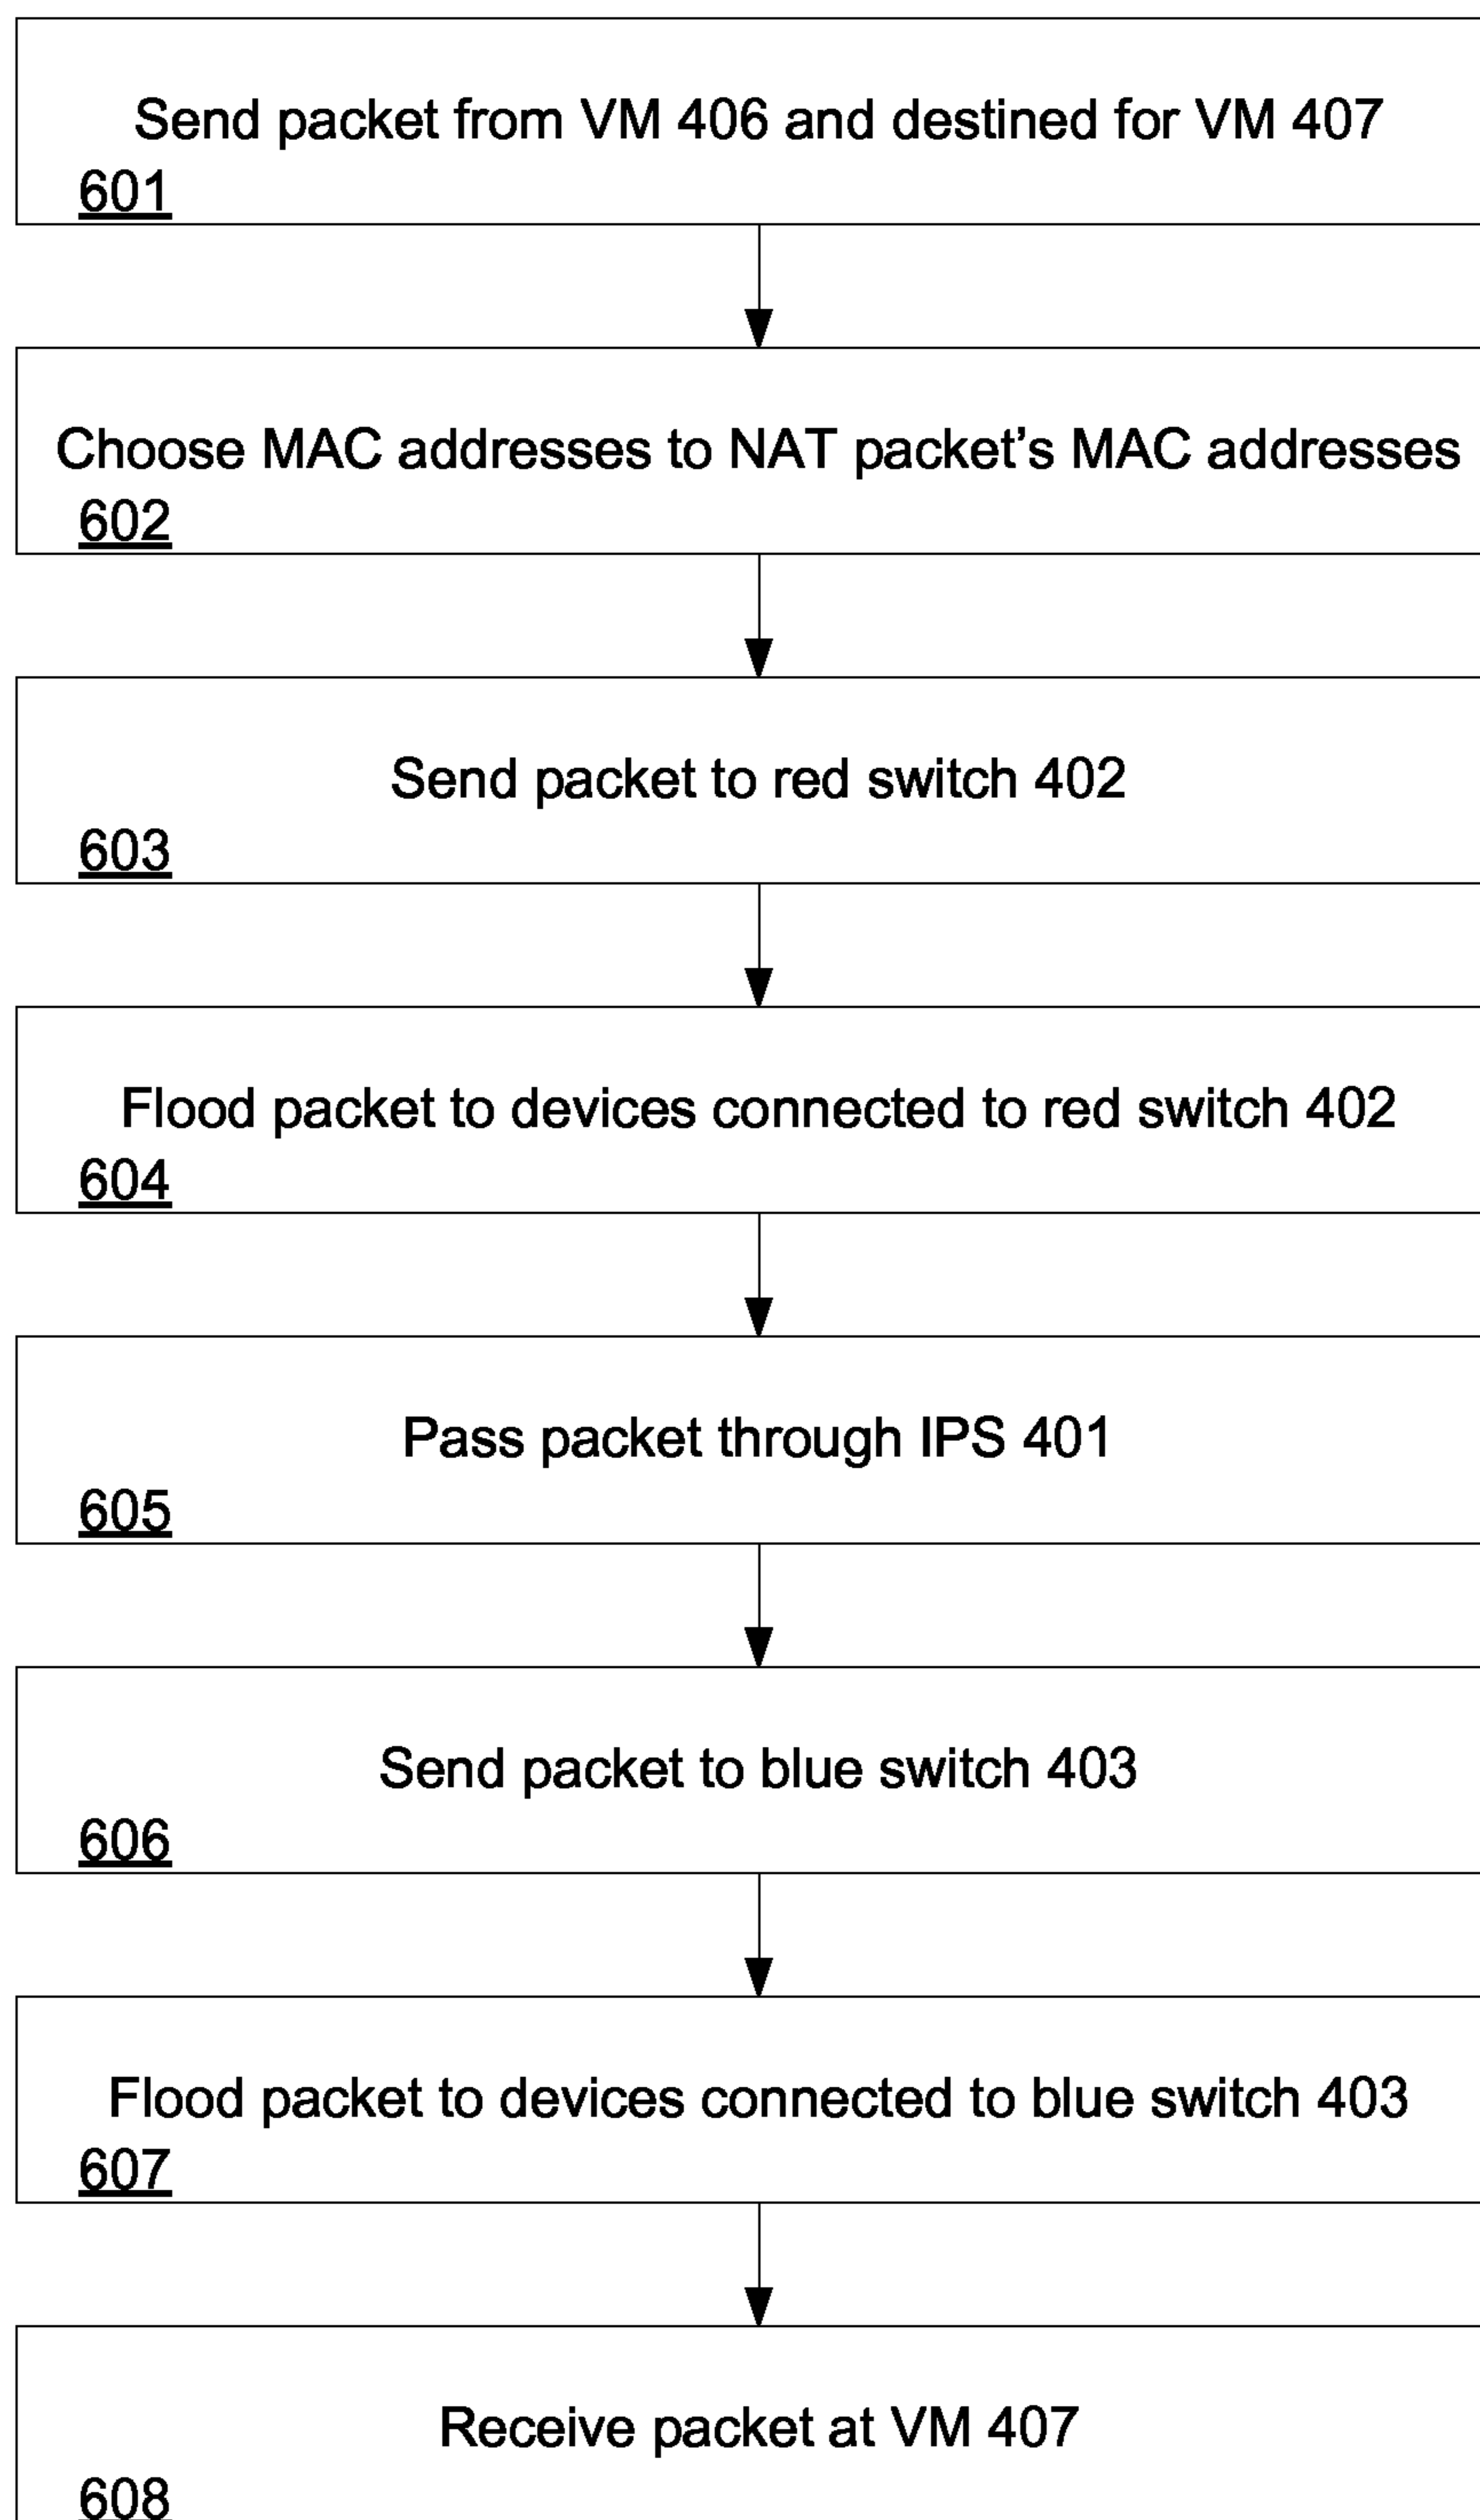 Send packet from VM 406 and destined for VM 407
601
Choose MAC addresses to NAT packet’s MAC addresses
602
Send packet to red switch 402
603
Flood packet to devices connected to red switch 402
604
Pass packet through IPS 401
605
Send packet to blue switch 403
606
Flood packet to devices connected to blue switch 403
607
Receive packet at VM 407
608